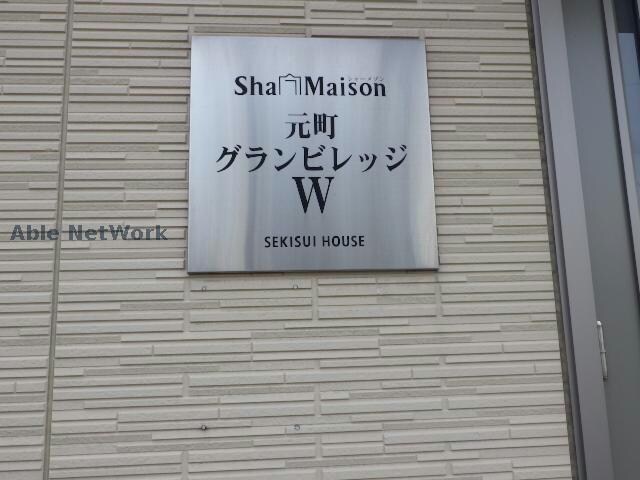 Sha Maison
シャーメゾン
元町
グランビレッジ
W
SEKISUI HOUSE
Able NetWork